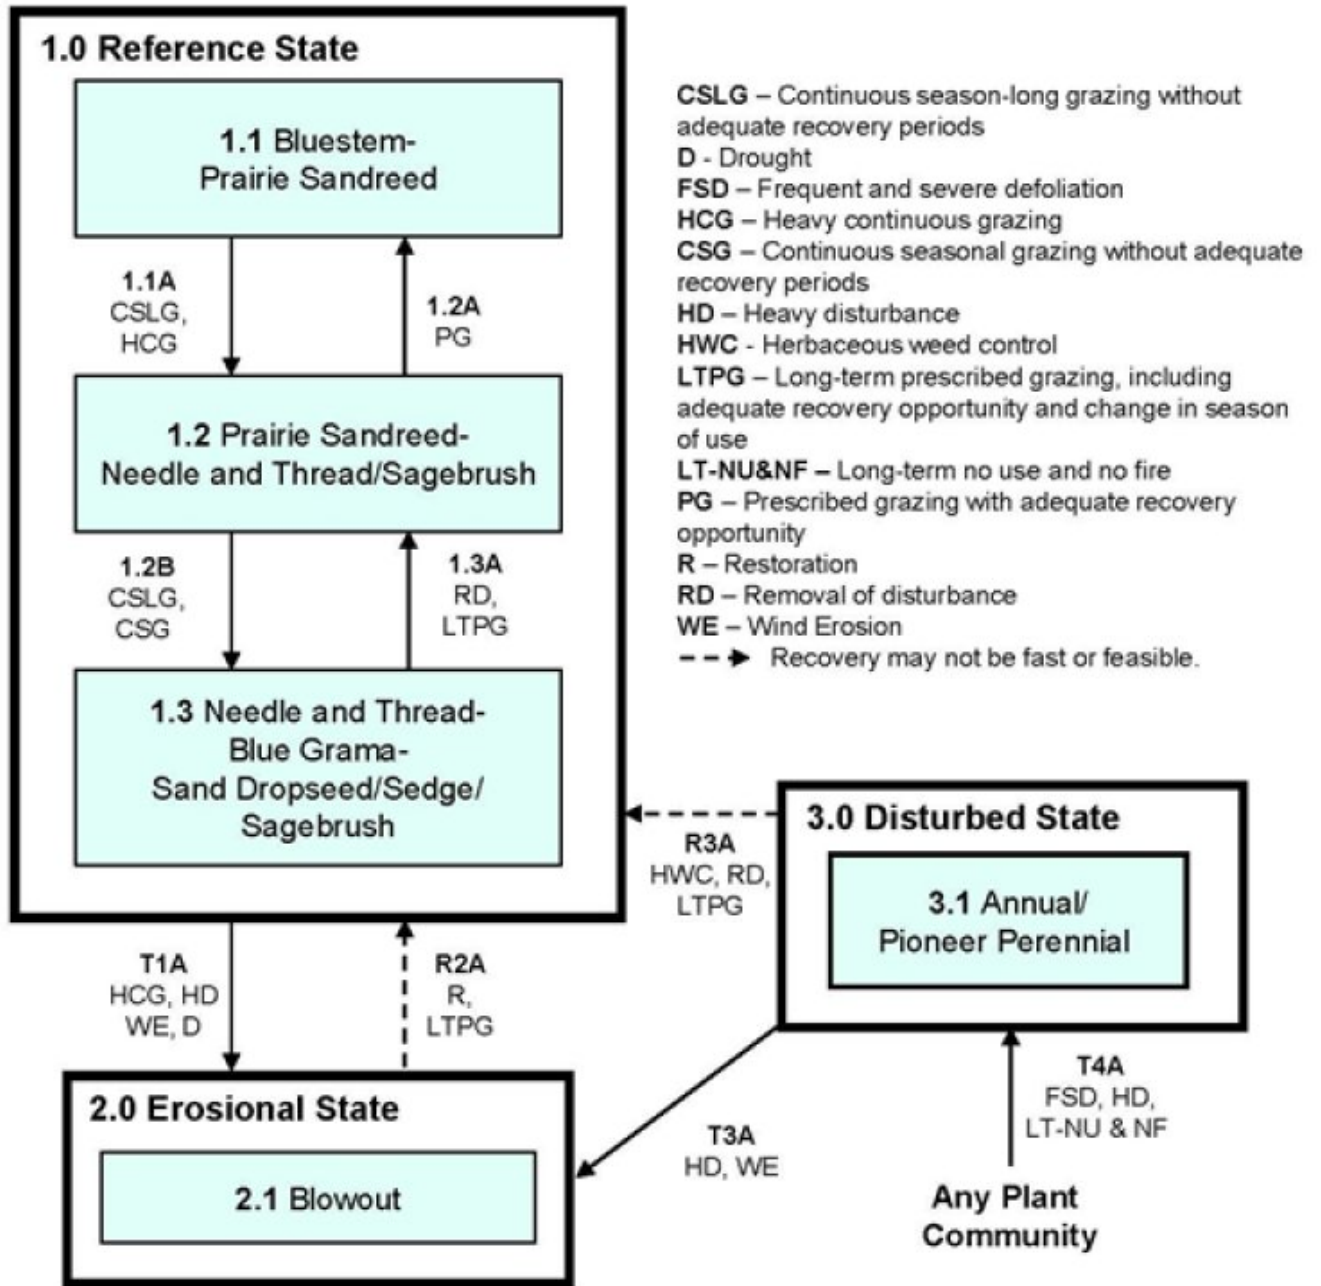 1.0 Reference State
1.1 Bluestem-
Prairie Sandreed
1.1A
CSLG,
HCG
1.2A
PG
1.2 Prairie Sandreed-
Needle and Thread/Sagebrush
1.2B
CSLG,
CSG
1.3A
RD,
LTPG
1.3 Needle and Thread-
Blue Grama-
Sand Dropseed/Sedge/
Sagebrush
CSLG – Continuous season-long grazing without
adequate recovery periods
D - Drought
FSD – Frequent and severe defoliation
HCG – Heavy continuous grazing
CSG – Continuous seasonal grazing without adequate
recovery periods
HD – Heavy disturbance
HWC - Herbaceous weed control
LTPG – Long-term prescribed grazing, including
adequate recovery opportunity and change in season
of use
LT-NU&NF – Long-term no use and no fire
PG – Prescribed grazing with adequate recovery
opportunity
R – Restoration
RD – Removal of disturbance
WE – Wind Erosion
Recovery may not be fast or feasible.
R3A
HWC, RD,
LTPG
3.0 Disturbed State
3.1 Annual/
Pioneer Perennial
T1A
HCG, HD
WE, D
R2A
R,
LTPG
2.0 Erosional State
2.1 Blowout
T3A
HD, WE
T4A
FSD, HD,
LT-NU & NF
Any Plant
Community